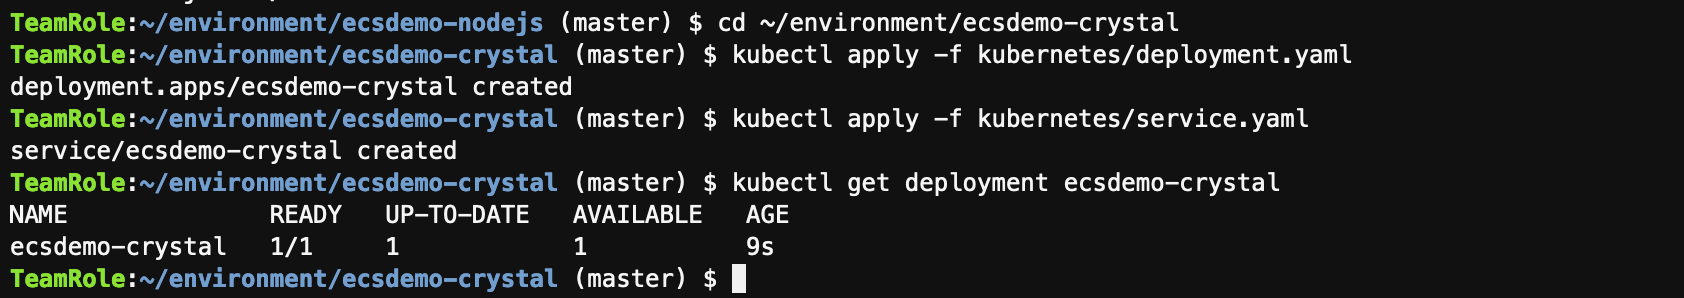 TeamRole:~/environment/ecsdemo-nodejs (master) $ cd ~/environment/ecsdemo-crystal
TeamRole:~/environment/ecsdemo-crystal (master) $ kubectl apply -f kubernetes/deployment.yaml
deployment.apps/ecsdemo-crystal created
TeamRole:~/environment/ecsdemo-crystal (master) $ kubectl apply -f kubernetes/service.yaml
service/ecsdemo-crystal created
TeamRole:~/environment/ecsdemo-crystal (master) $ kubectl get deployment ecsdemo-crystal
NAME              READY   UP-TO-DATE   AVAILABLE   AGE
ecsdemo-crystal   1/1     1            1           9s
TeamRole:~/environment/ecsdemo-crystal (master) $